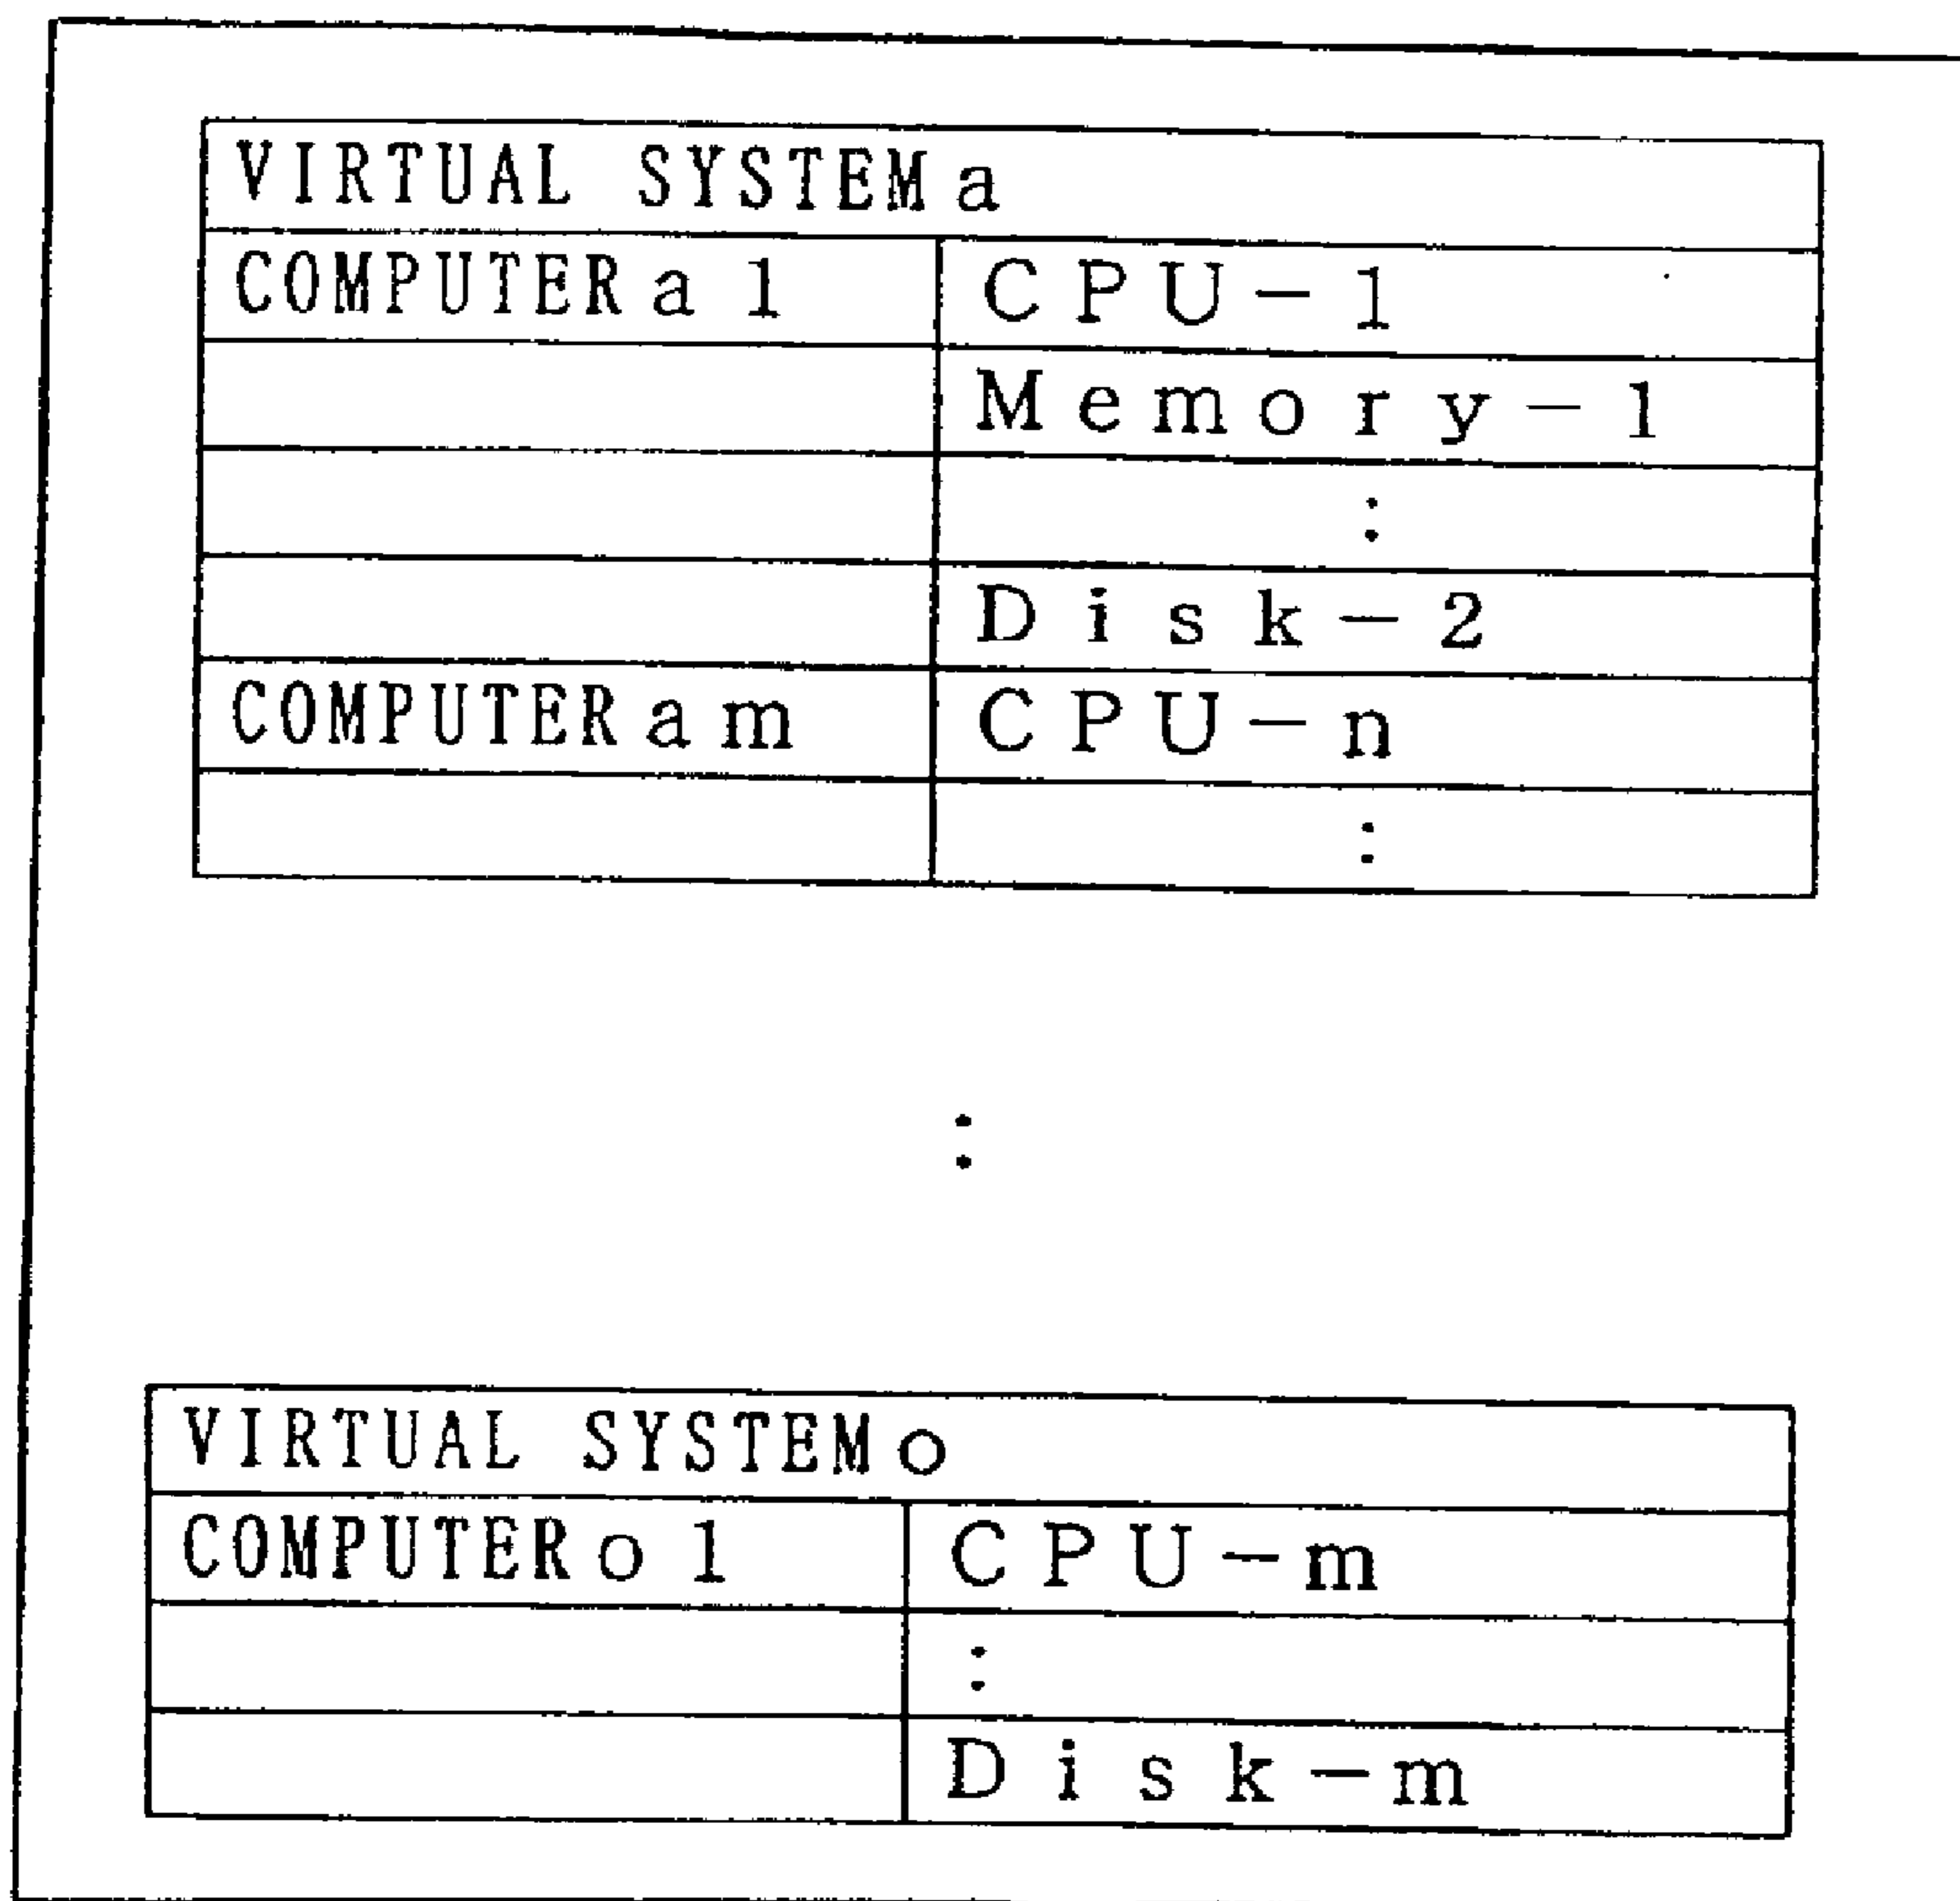 VIRTUAL SYSTEMa
COMPUTERa1 CPU-1
Memory-1
:
Disk-2
COMPUTERam CPU-n
:
:
VIRTUAL SYSTEMo
COMPUTERo1 CPU-m
:
Disk-m